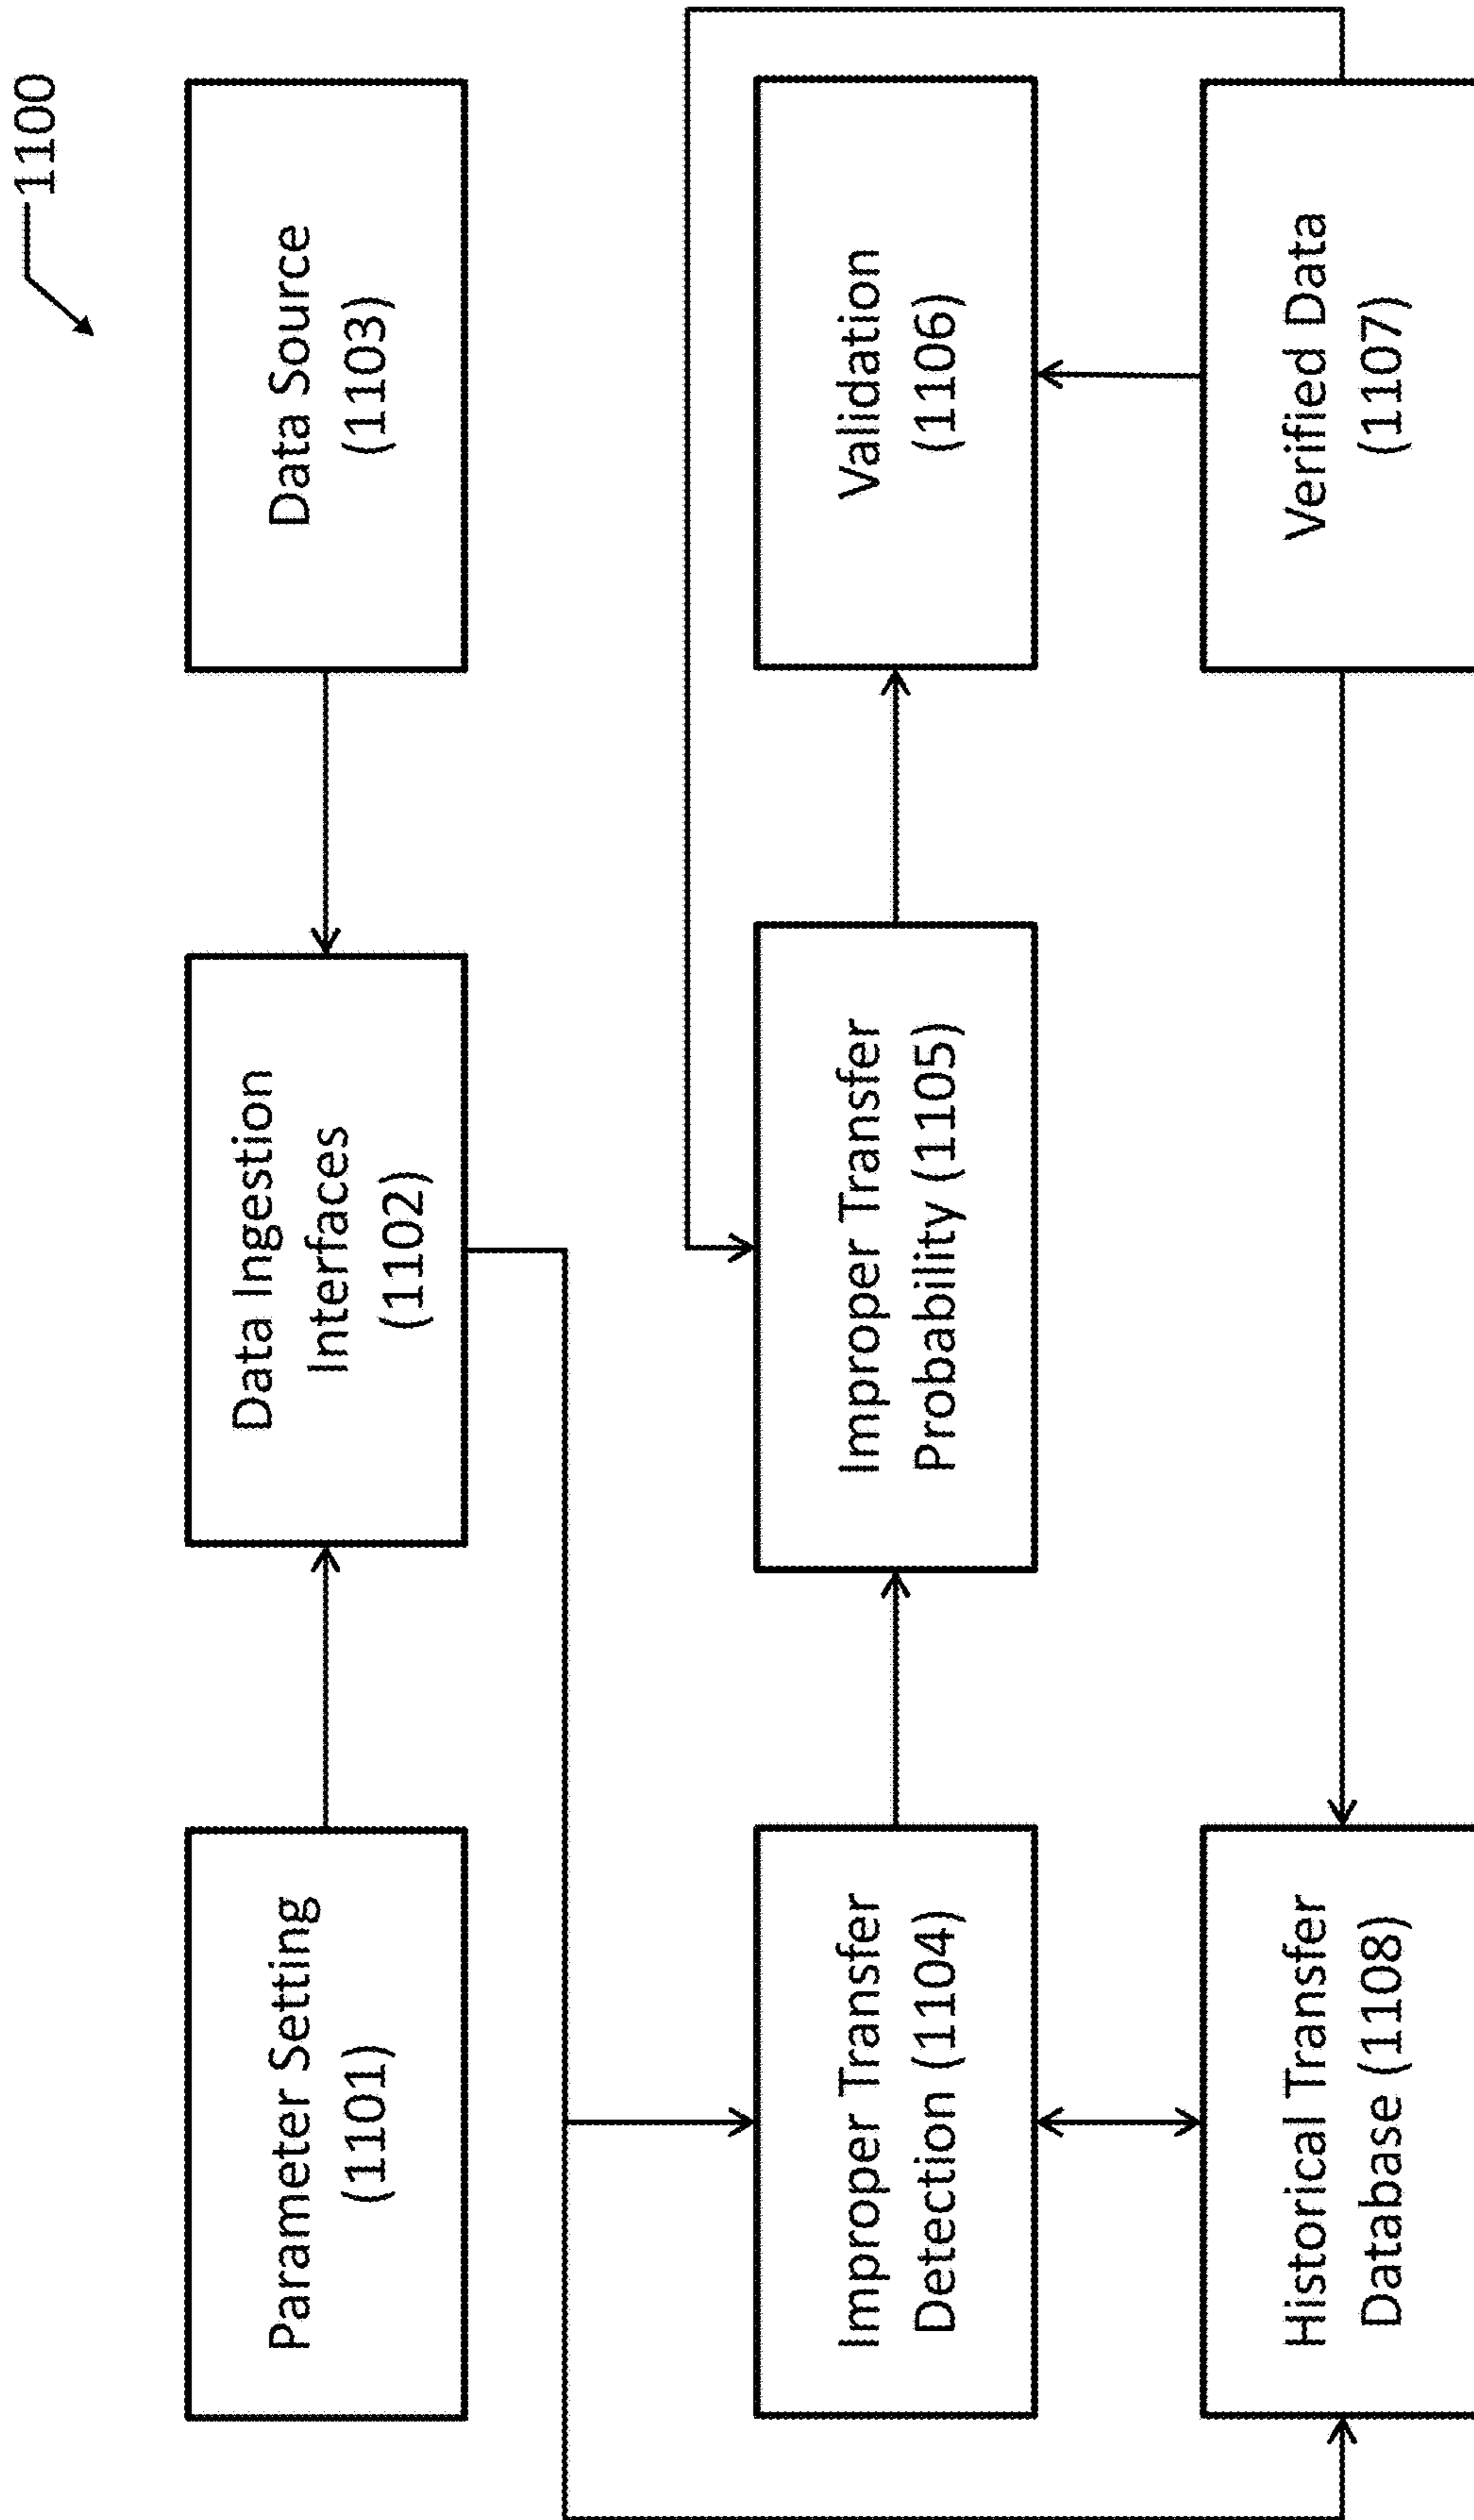 1100
Parameter Setting
(1101)
Data Ingestion
Interfaces
(1102)
Data Source
(1103)
Improper Transfer
Detection (1104)
Improper Transfer
Probability (1105)
Validation
(1106)
Historical Transfer
Database (1108)
Verified Data
(1107)